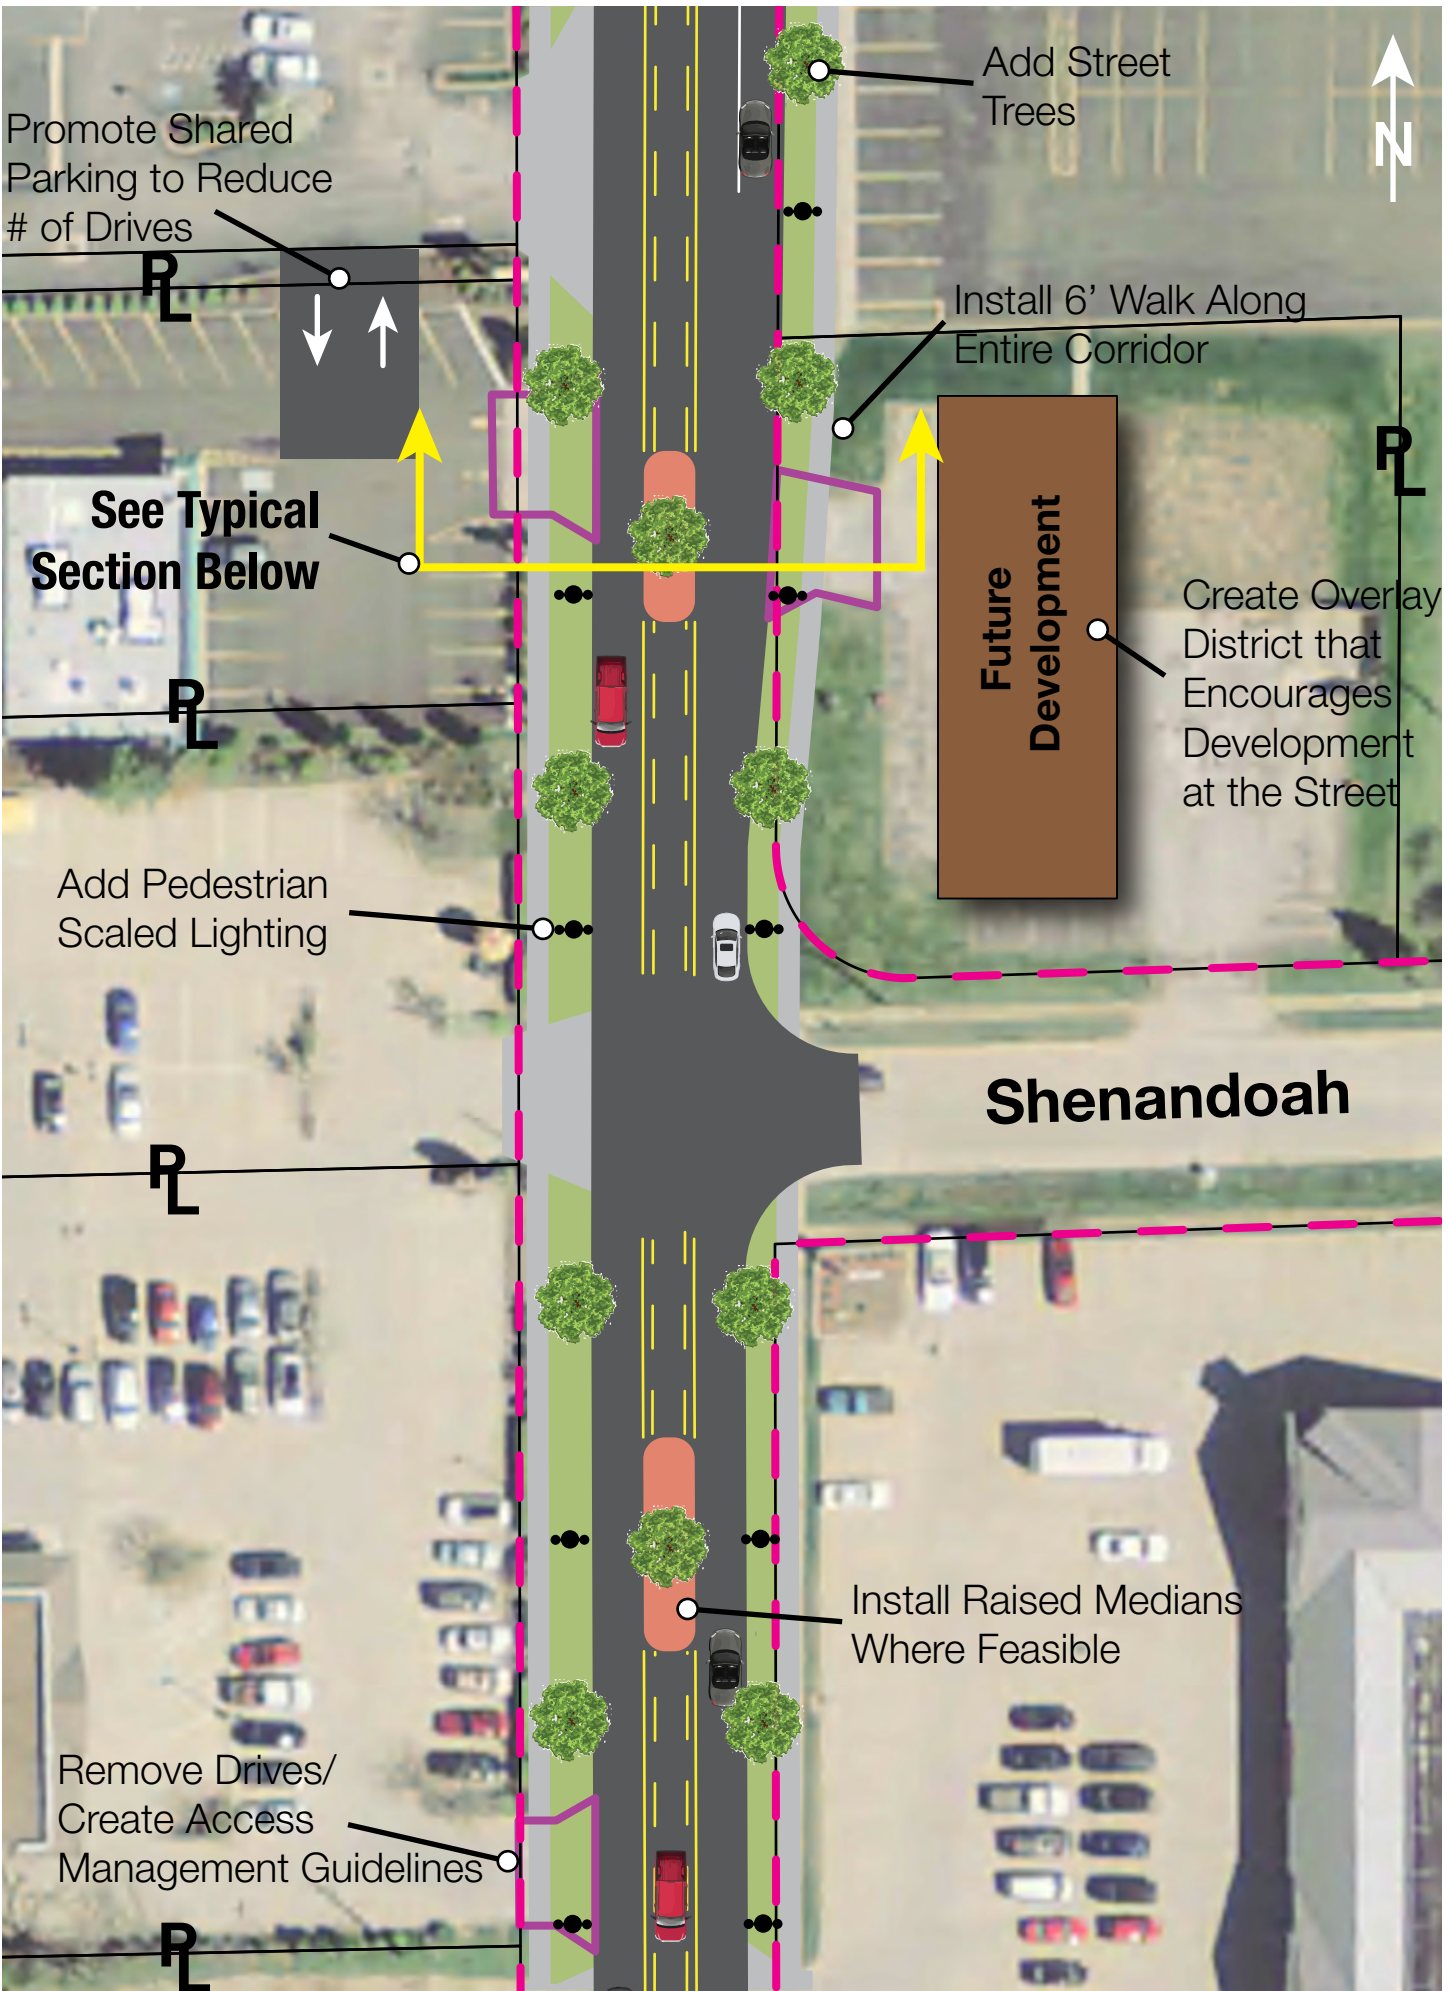 Add Street
Trees
N
Promote Shared
Parking to Reduce
# of Drives
PL
Install 6’ Walk Along
Entire Corridor
PL
See Typical
Section Below
Future
Development
Create Overlay
District that
Encourages
Development
at the Street
PL
Add Pedestrian
Scaled Lighting
Shenandoah
PL
Install Raised Medians
Where Feasible
Remove Drives/
Create Access
Management Guidelines
PL